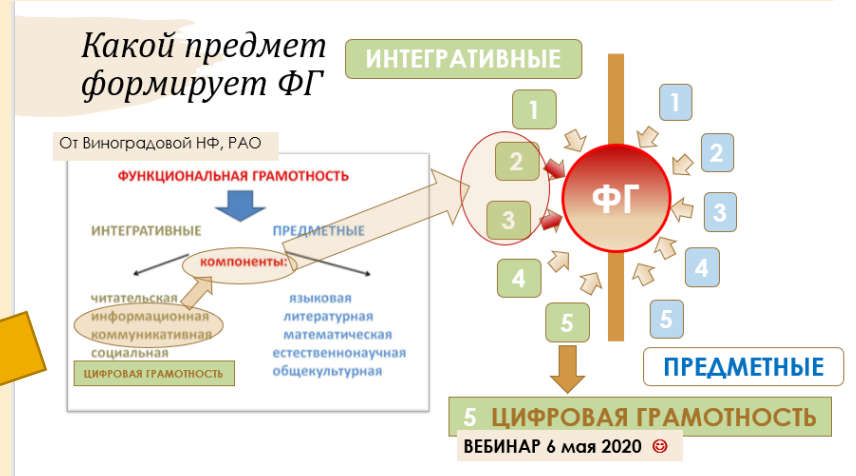 Какой предмет
формирует ФГ
ИНТЕГРАТИВНЫЕ
От Виноградовой НФ, РАО
ФУНКЦИОНАЛЬНАЯ ГРАМОТНОСТЬ
ИНТЕГРАТИВНЫЕ
ПРЕДМЕТНЫЕ
компоненты:
читательская
информационная
коммуникативная
социальная
ЦИФРОВАЯ ГРАМОТНОСТЬ
языковая
литературная
математическая
естественнонаучная
общекультурная
1
2
3
4
5
ФГ
1
2
3
4
5
ПРЕДМЕТНЫЕ
5 ЦИФРОВАЯ ГРАМОТНОСТЬ
ВЕБИНАР 6 мая 2020